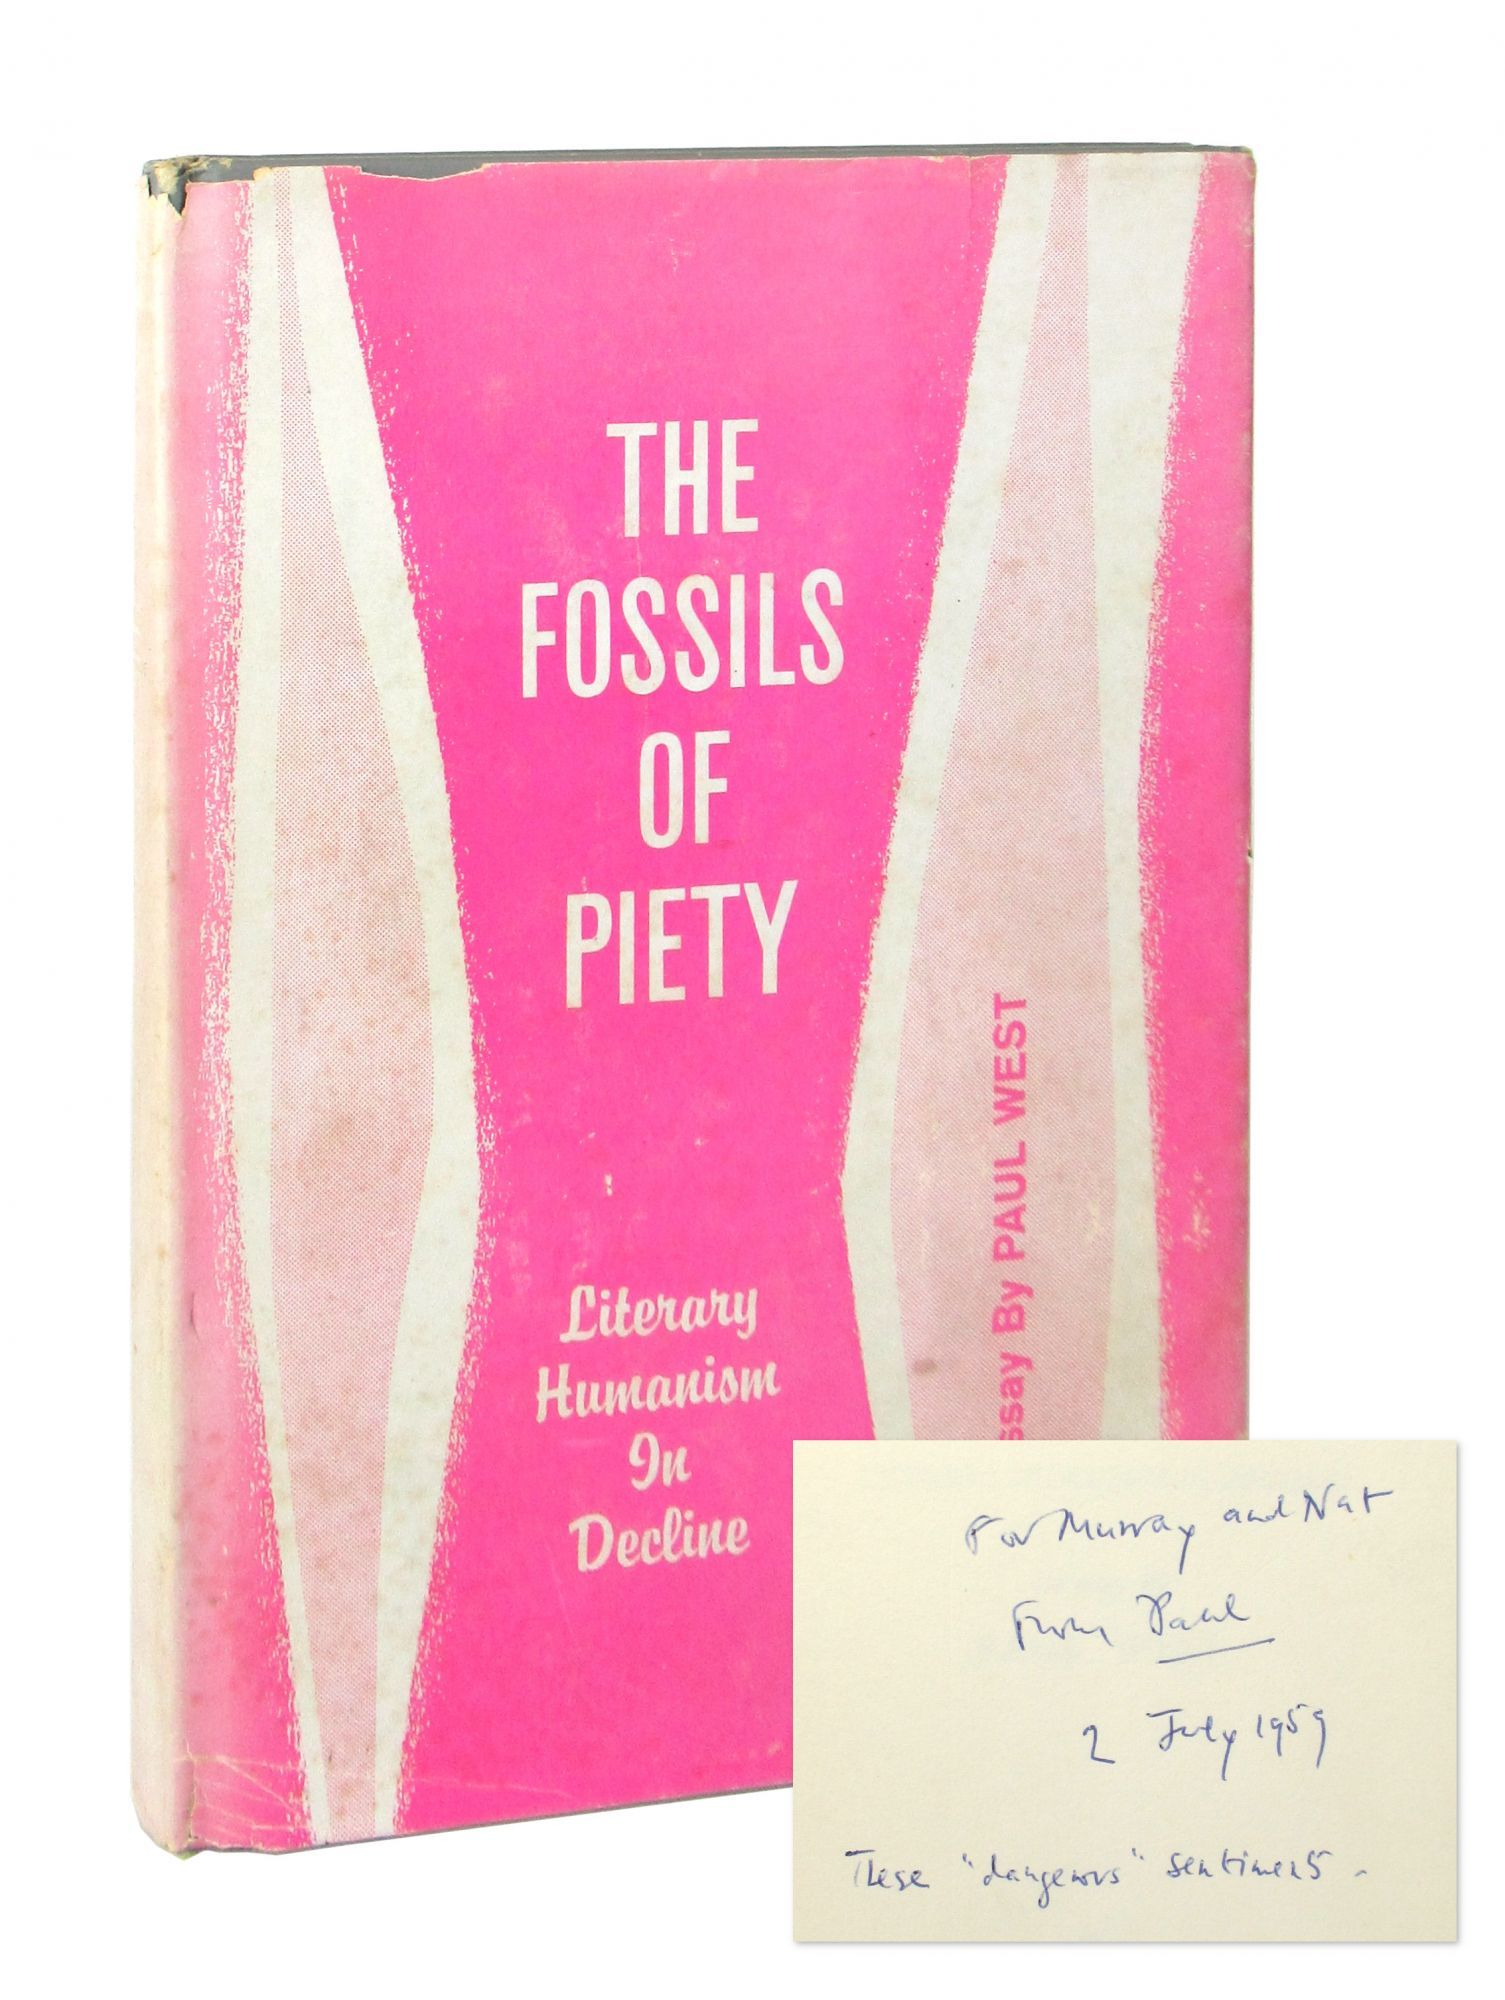 THE
FOSSILS
OF
PIETY
Literary
Humanism
In
Decline
ssay By PAUL WEST
For Murray and Nat
from Paul
2 July 1959
These "dangerous" sentiments -